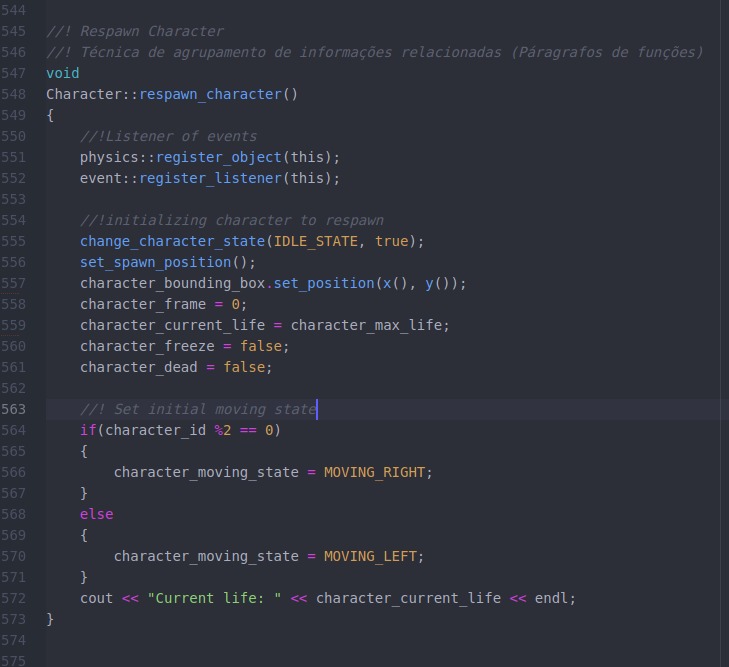 544
545 //! Respawn Character
546 //! Técnica de agrupamento de informações relacionadas (Páragrafos de funções)
547 void
548 Character::respawn_character()
549 {
550     //!Listener of events
551     physics::register_object(this);
552     event::register_listener(this);
553
554     //!initializing character to respawn
555     change_character_state(IDLE_STATE, true);
556     set_spawn_position();
557     character_bounding_box.set_position(x(), y());
558     character_frame = 0;
559     character_current_life = character_max_life;
560     character_freeze = false;
561     character_dead = false;
562
563     //! Set initial moving state
564     if(character_id %2 == 0)
565     {
566         character_moving_state = MOVING_RIGHT;
567     }
568     else
569     {
570         character_moving_state = MOVING_LEFT;
571     }
572     cout << "Current life: " << character_current_life << endl;
573 }
574
575